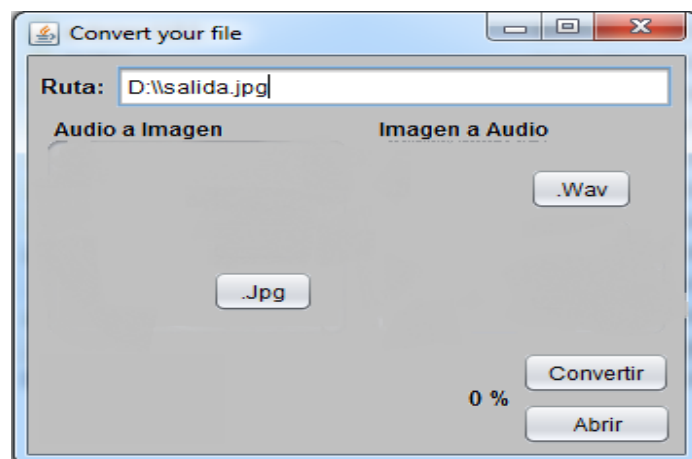 Convert your file
Ruta: D:\\salida.jpg
Audio a Imagen Imagen a Audio
.Wav
.Jpg
Convertir
0 %
Abrir